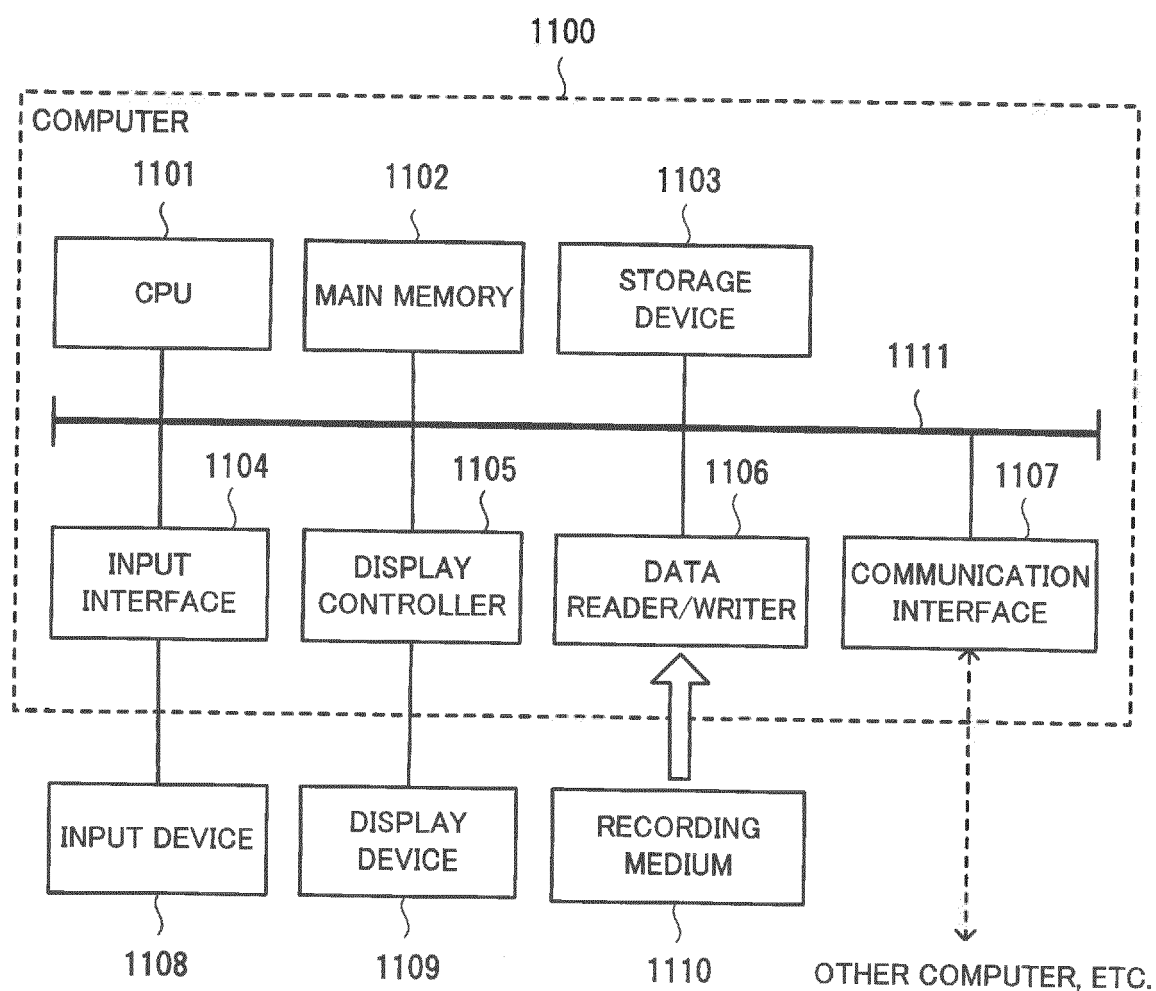 1100
COMPUTER
1101
1102
1103
CPU
MAIN MEMORY
STORAGE
DEVICE
1111
1104
1105
1106
1107
INPUT
INTERFACE
DISPLAY
CONTROLLER
DATA
READER/WRITER
COMMUNICATION
INTERFACE
INPUT DEVICE
DISPLAY
DEVICE
RECORDING
MEDIUM
1108
1109
1110
OTHER COMPUTER, ETC.